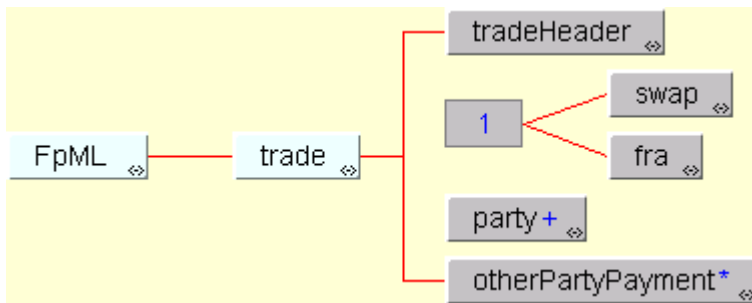 tradeHeader
swap
1
FpML
trade
fra
party+
otherPartyPayment*